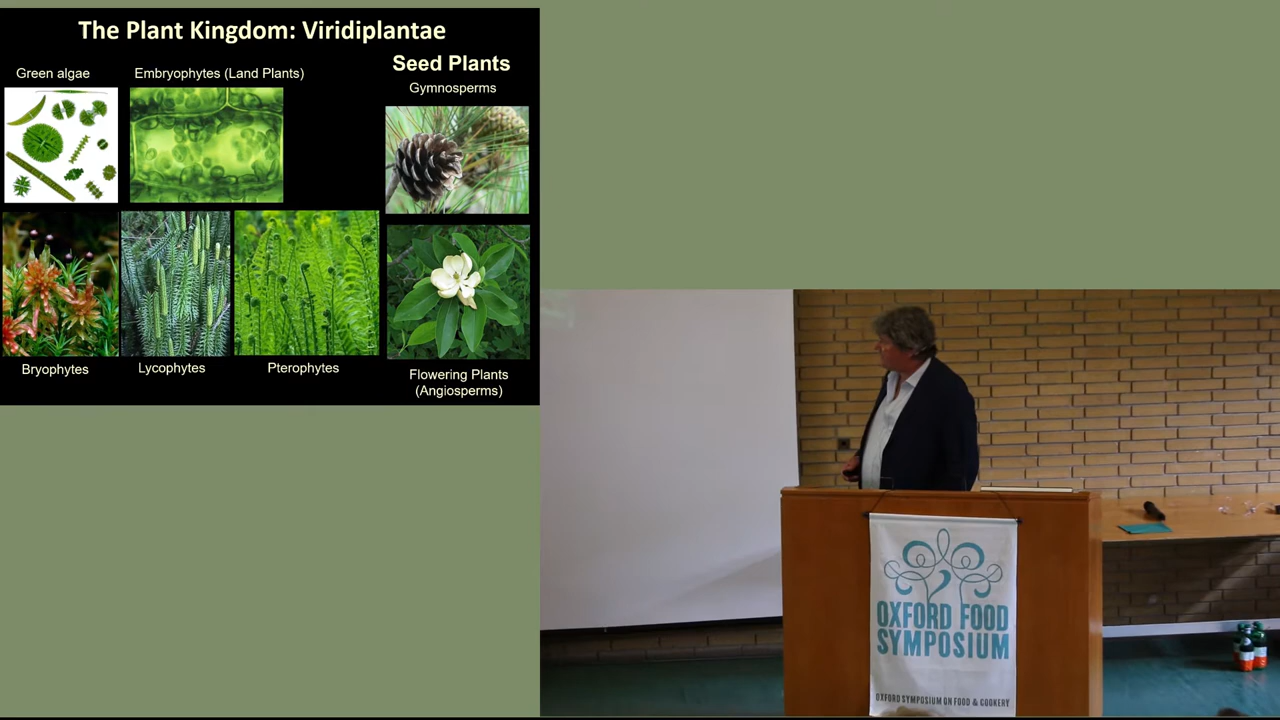 The Plant Kingdom: Viridiplantae
Seed Plants
Green algae
Embryophytes (Land Plants)
Gymnosperms
Bryophytes
Lycophytes
Pterophytes
Flowering Plants
(Angiosperms)
OXFORD FOOD
SYMPOSIUM
OXFORD SYMPOSIUM ON FOOD & COOKERY